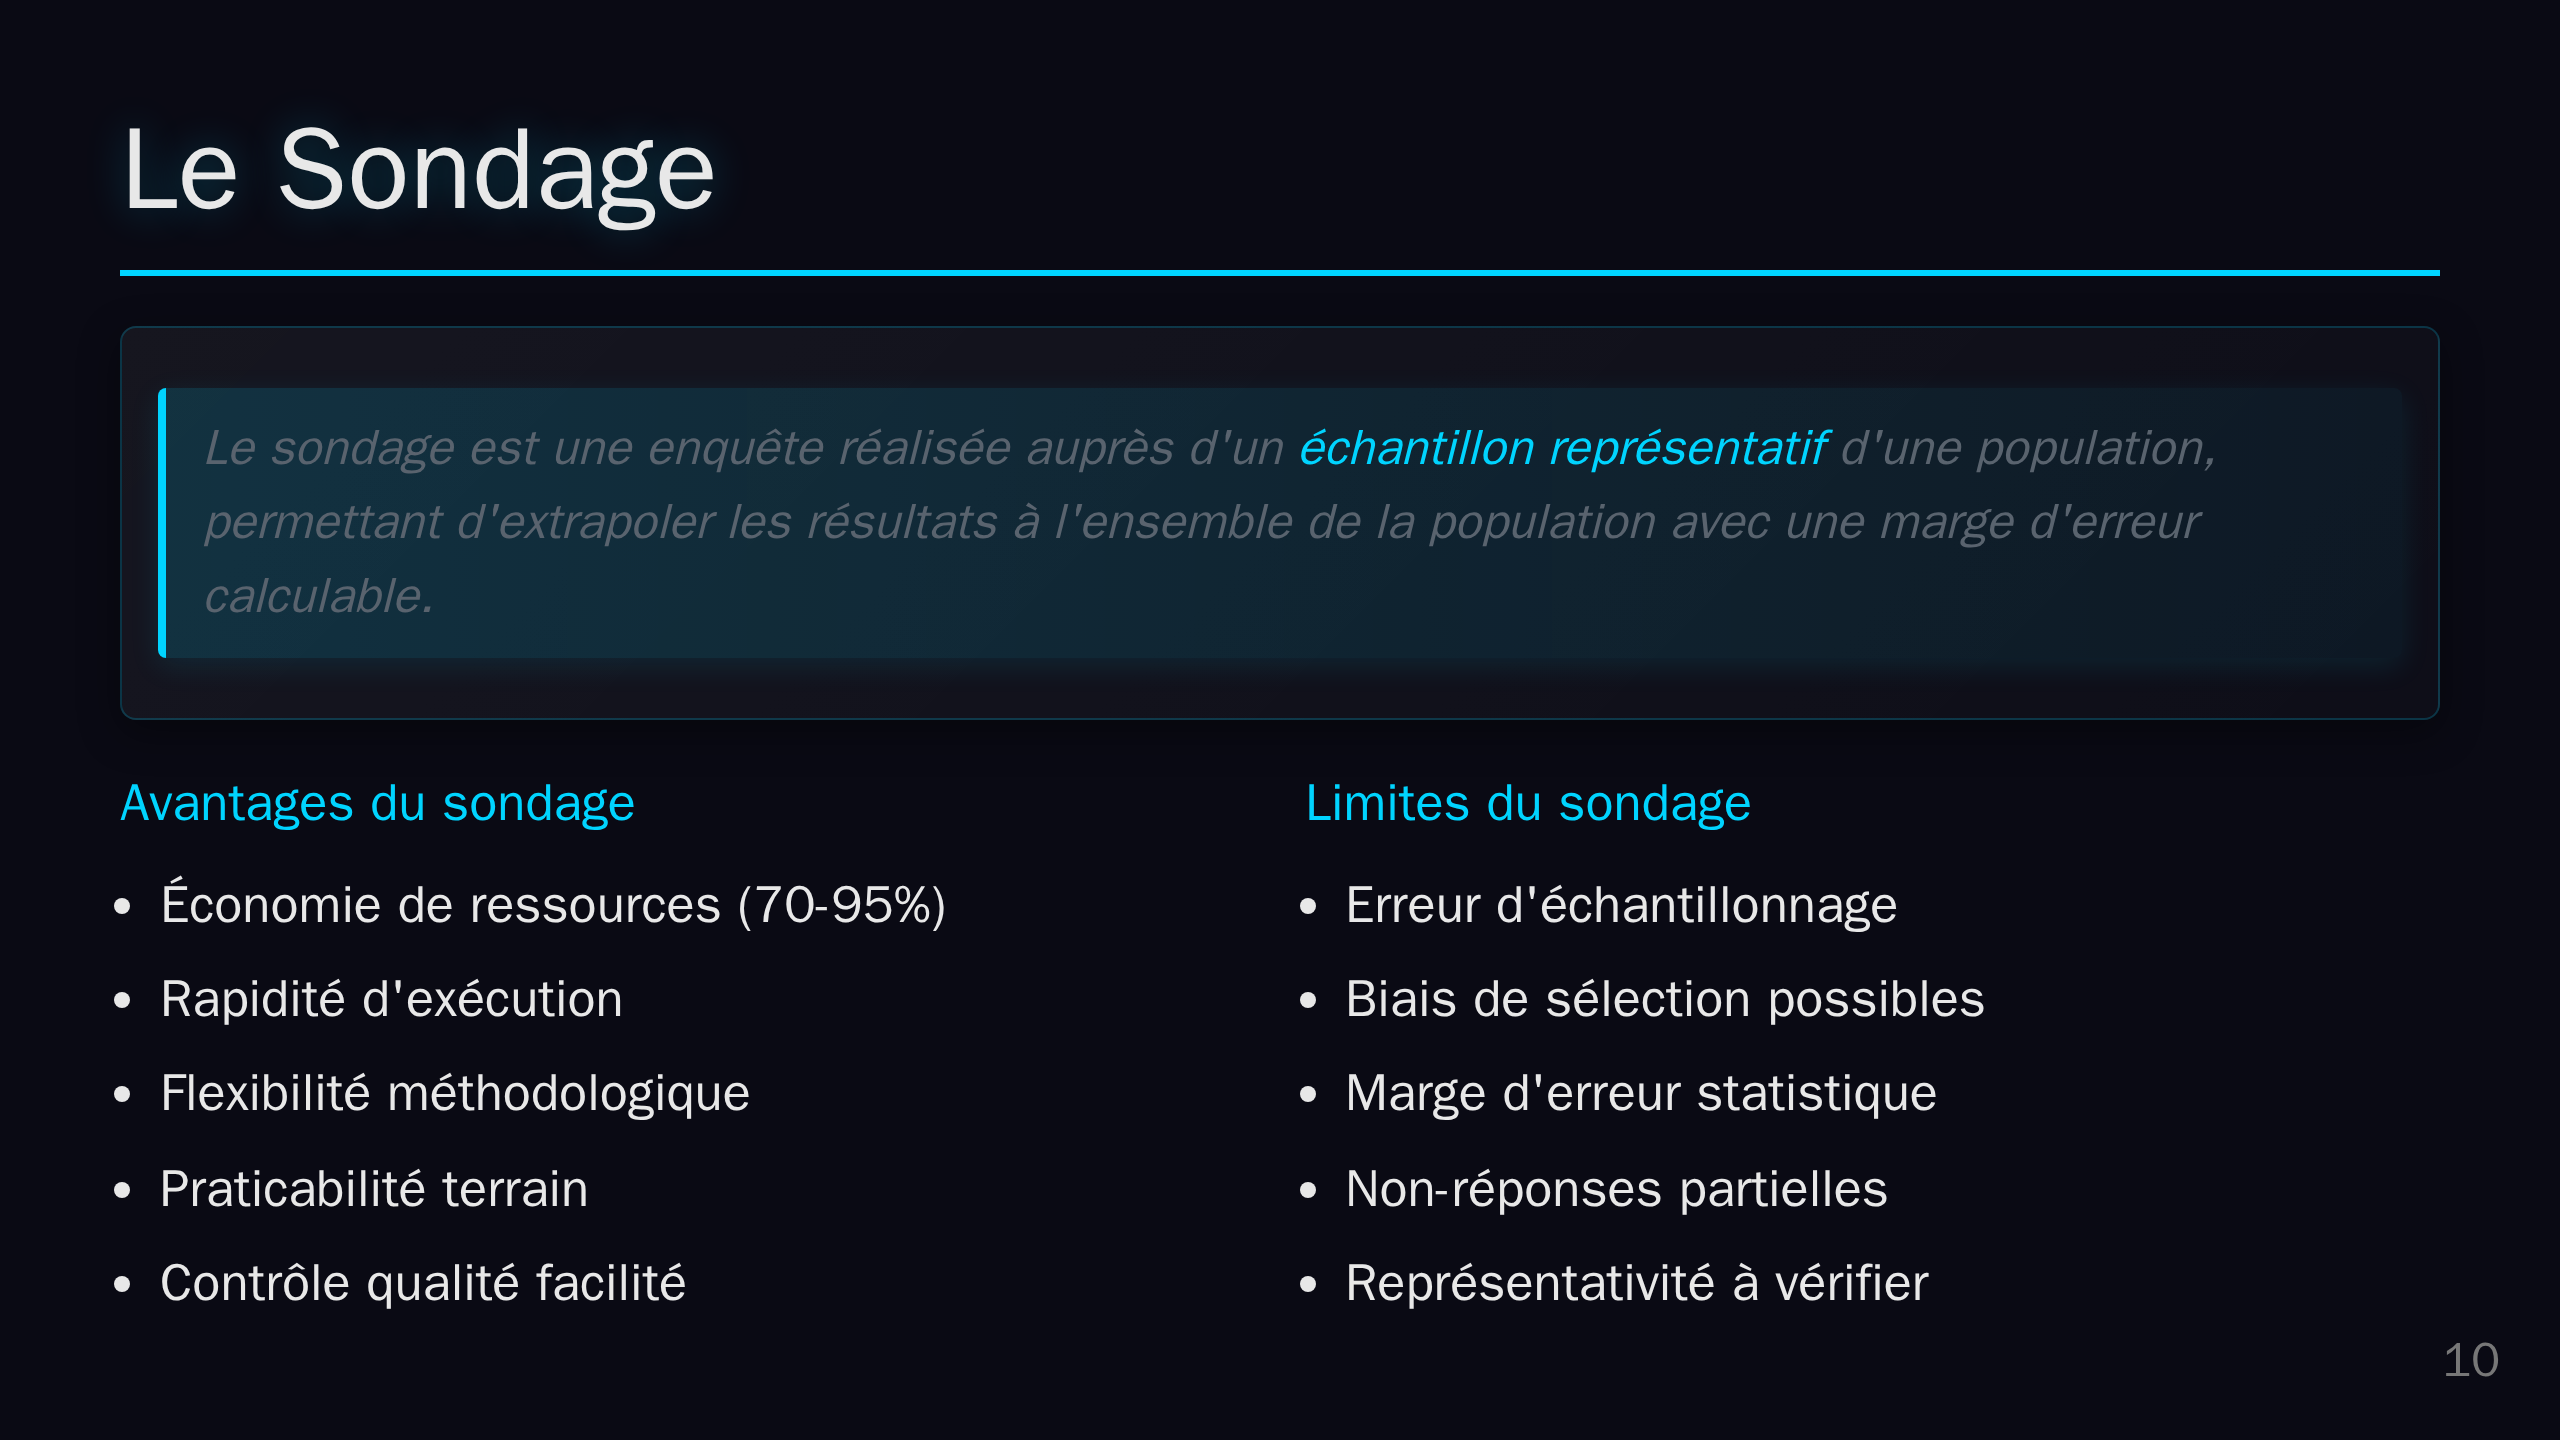 Le Sondage
Le sondage est une enquête réalisée auprès d'un échantillon représentatif d'une population,
permettant d'extrapoler les résultats à l'ensemble de la population avec une marge d'erreur
calculable.
Avantages du sondage
• Économie de ressources (70-95%)
• Rapidité d'exécution
• Flexibilité méthodologique
• Praticabilité terrain
• Contrôle qualité facilité
Limites du sondage
• Erreur d'échantillonnage
• Biais de sélection possibles
• Marge d'erreur statistique
• Non-réponses partielles
• Représentativité à vérifier
10